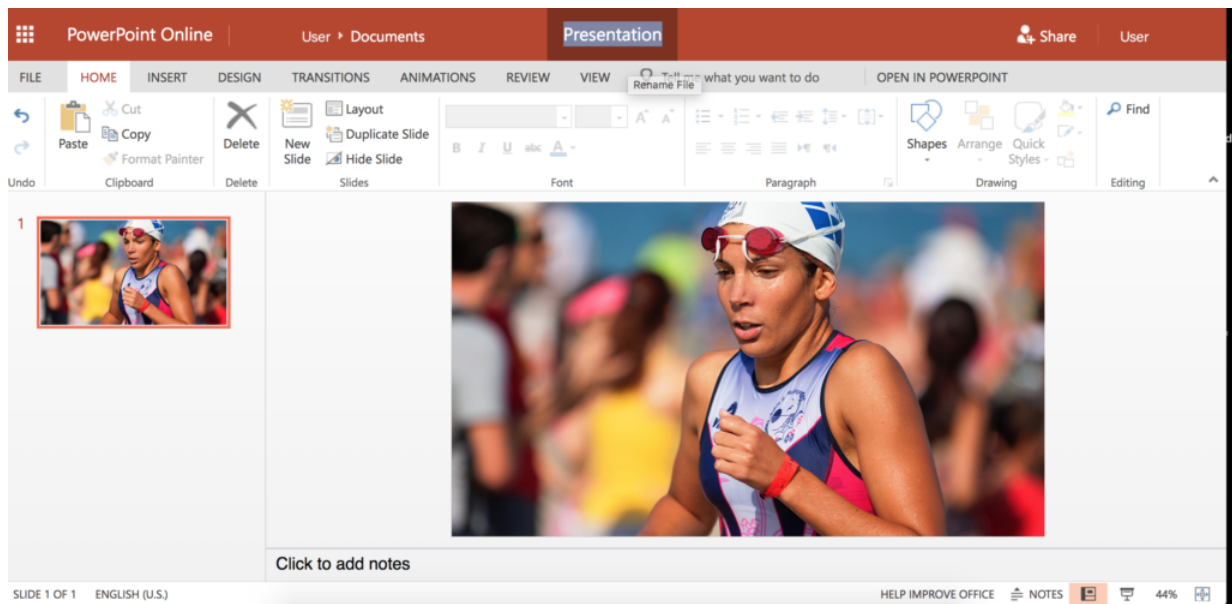 PowerPoint Online
User Documents
Presentation
Share
User
FILE HOME INSERT DESIGN TRANSITIONS ANIMATIONS REVIEW VIEW Tell me what you want to do OPEN IN POWERPOINT
Rename File
Undo
Paste
Cut
Copy
Format Painter
Clipboard
Delete
Delete
New
Slide
Layout
Duplicate Slide
Hide Slide
Slides
B I U abc A
A A
Font
Paragraph
Shapes
Arrange
Quick
Styles
Drawing
Find
Editing
1
Click to add notes
SLIDE 1 OF 1 ENGLISH (U.S.) HELP IMPROVE OFFICE NOTES 44%